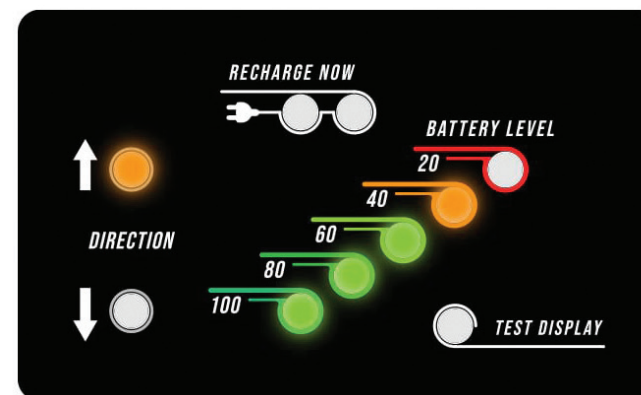 RECHARGE NOW
BATTERY LEVEL
20
40
60
DIRECTION
80
100
TEST DISPLAY